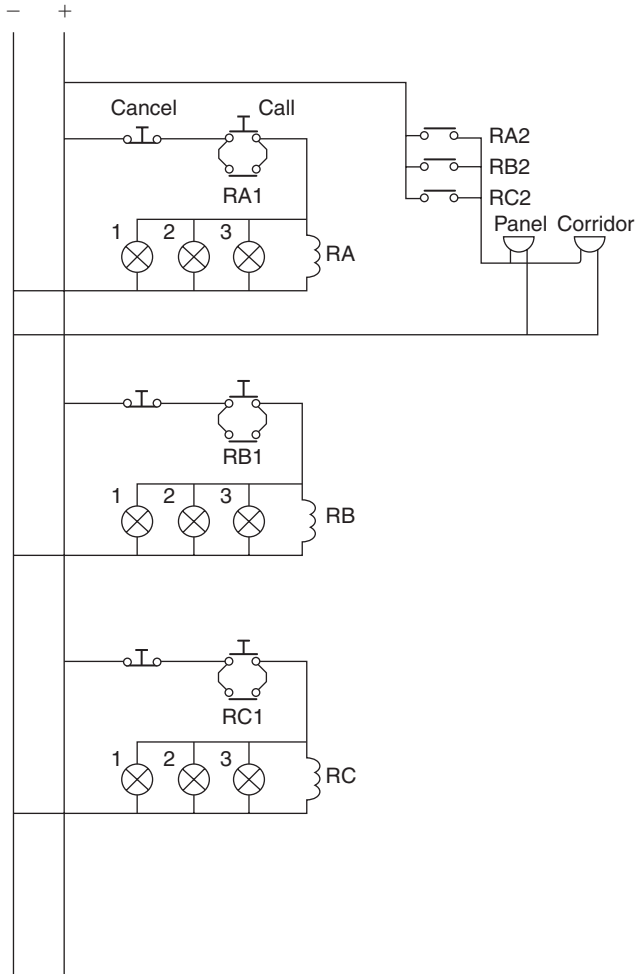 − +
Cancel Call
RA1
RA2
RB2
RC2
Panel Corridor
1 2 3 RA
RB1
1 2 3 RB
RC1
1 2 3 RC